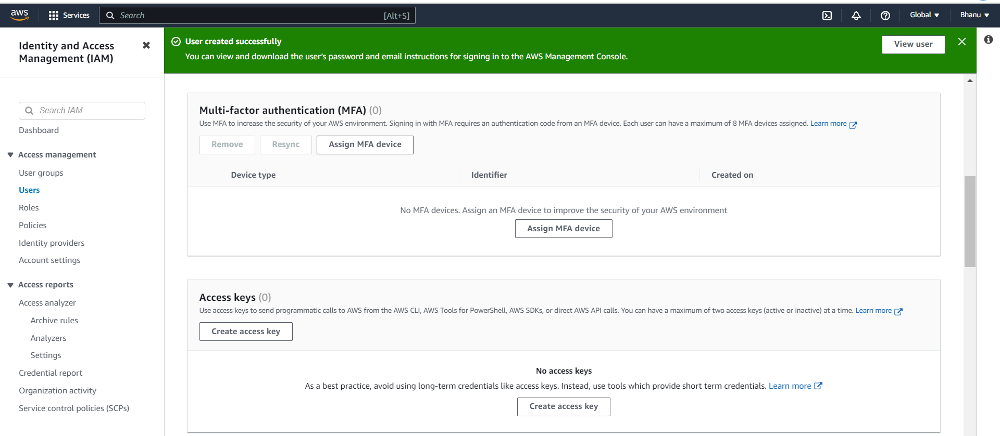 aws
Services
Search
[Alt+S]
Global
Bhanu
Identity and Access
Management (IAM)
Search IAM
Dashboard
Access management
User groups
Users
Roles
Policies
Identity providers
Account settings
Access reports
Access analyzer
Archive rules
Analyzers
Settings
Credential report
Organization activity
Service control policies (SCPs)
User created successfully
You can view and download the user's password and email instructions for signing in to the AWS Management Console.
View user
Multi-factor authentication (MFA) (0)
Use MFA to increase the security of your AWS environment. Signing in with MFA requires an authentication code from an MFA device. Each user can have a maximum of 8 MFA devices assigned. Learn more
Remove
Resync
Assign MFA device
Device type
Identifier
Created on
No MFA devices. Assign an MFA device to improve the security of your AWS environment
Assign MFA device
Access keys (0)
Use access keys to send programmatic calls to AWS from the AWS CLI, AWS Tools for PowerShell, AWS SDKs, or direct AWS API calls. You can have a maximum of two access keys (active or inactive) at a time. Learn more
Create access key
No access keys
As a best practice, avoid using long-term credentials like access keys. Instead, use tools which provide short term credentials. Learn more
Create access key